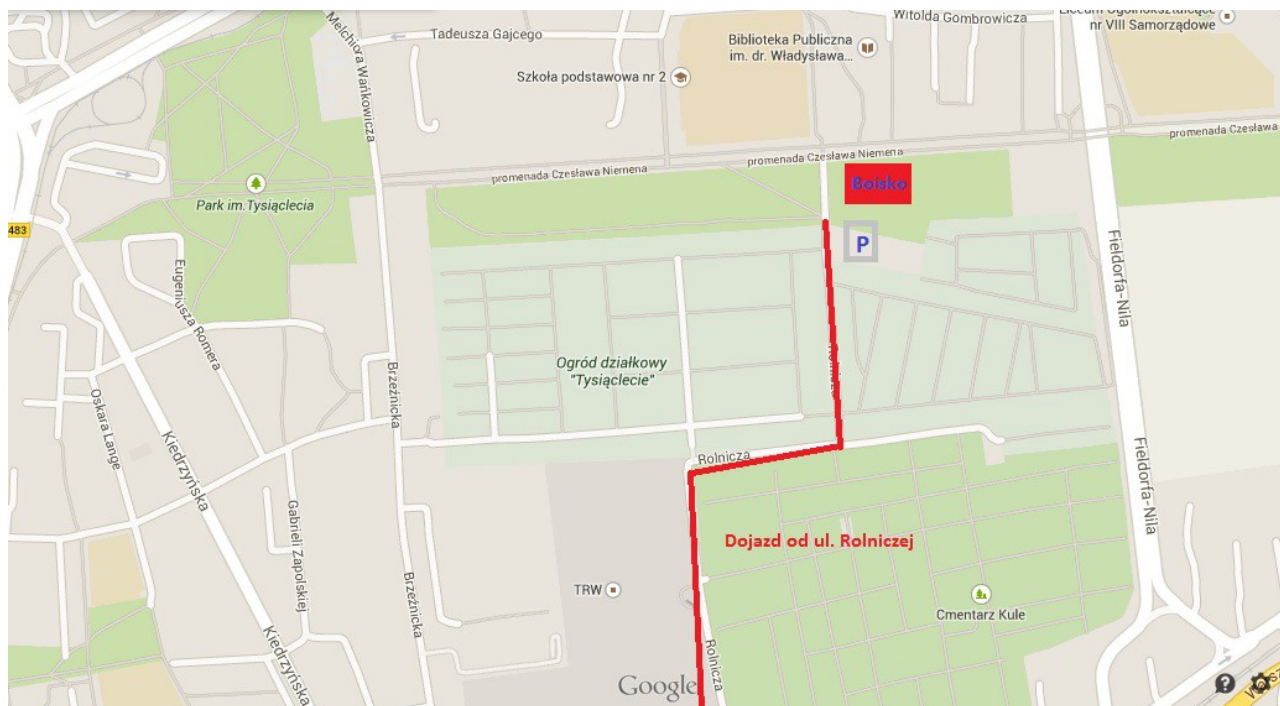 Witolda Gombrowicza
nr VIII Samorządowe
Tadeusza Gajcego
Melchiora Wańkowicza
Biblioteka Publiczna
im. dr. Władysława...
Szkoła podstawowa nr 2
promenada Czesława
promenada Czesława Niemena
promenada Czesława Niemena
Boisko
Park im.Tysiąclecia
483
P
Fieldorfa-Nila
Eugeniusza Romera
Rolnicza
Ogród działkowy
"Tysiąclecie"
Brzeźnicka
Oskara Lange
Kiedrzyńska
Rolnicza
Fieldorfa-Nila
Gabrieli Zapolskiej
Dojazd od ul. Rolniczej
TRW
Brzeźnicka
Cmentarz Kule
Kiedrzyńska
Rolnicza
Google